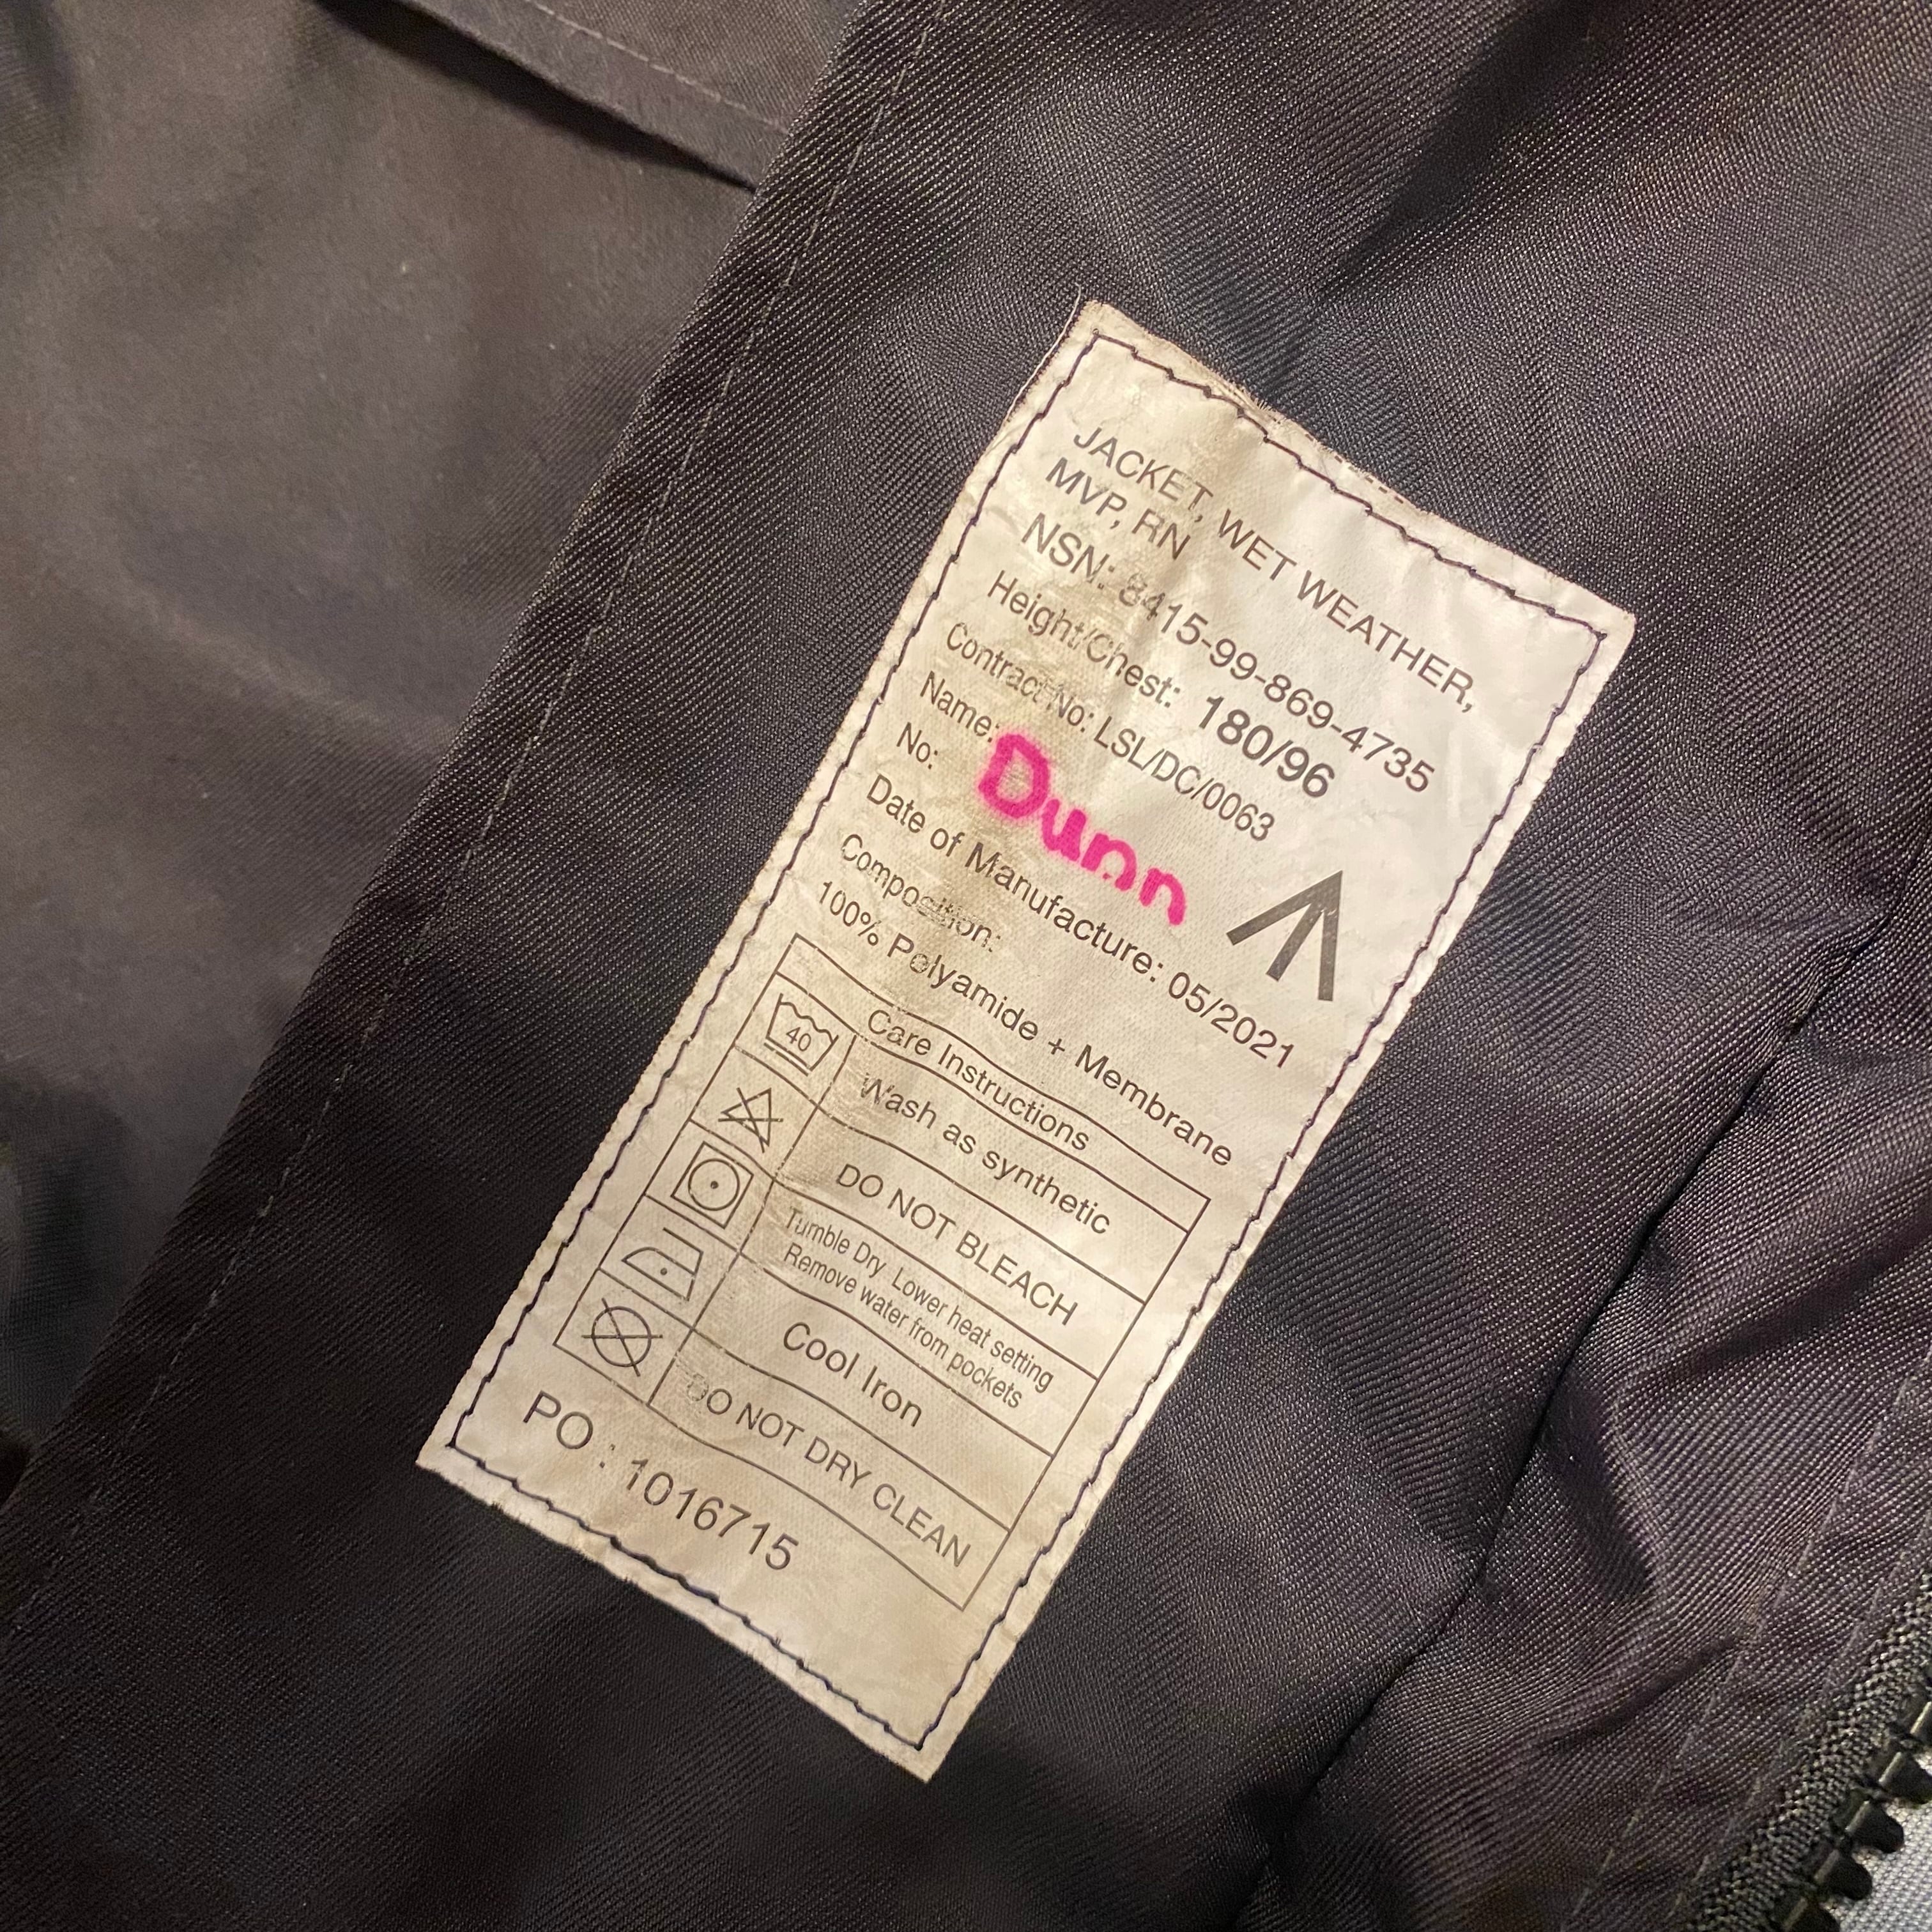 JACKET, WET WEATHER,
MVP, RN
NSN: 8415-99-869-4735
Height/Chest: 180/96
Contract No: LSL/DC/0063
Name: Dunn
No:
Date of Manufacture: 05/2021
Composition:
100% Polyamide + Membrane
Care Instructions
40 Wash as synthetic
DO NOT BLEACH
Tumble Dry Lower heat setting
Remove water from pockets
Cool Iron
DO NOT DRY CLEAN
PO : 1016715